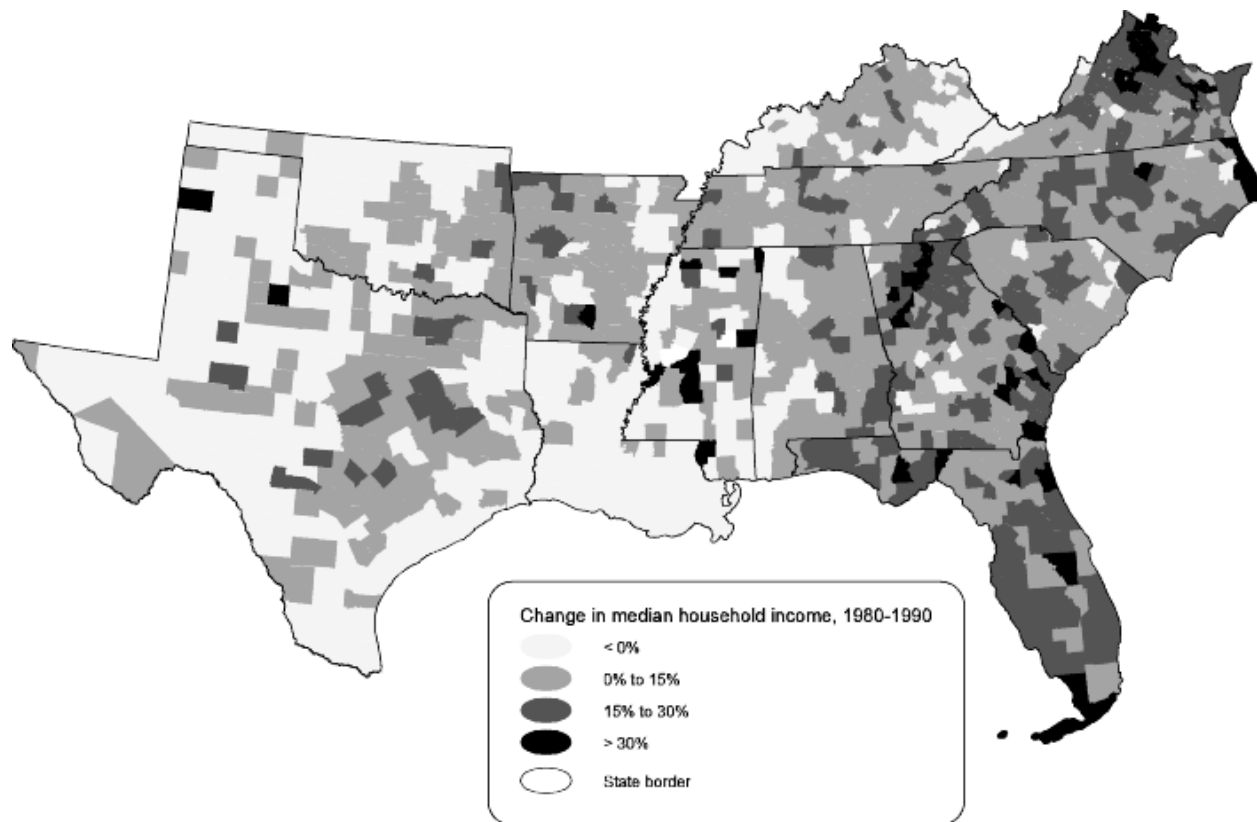 Change in median household income, 1980-1990
< 0%
0% to 15%
15% to 30%
> 30%
State border